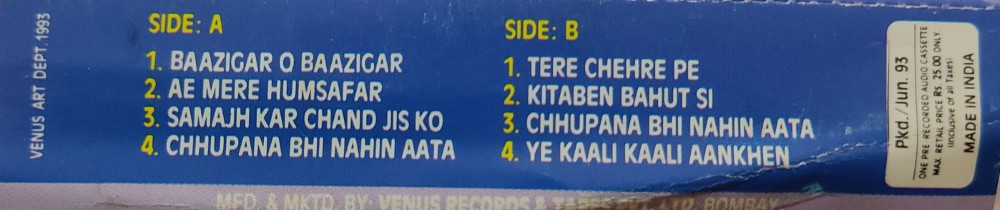 VENUS ART DEPT. 1993
SIDE: A
1. BAAZIGAR O BAAZIGAR
2. AE MERE HUMSAFAR
3. SAMAJH KAR CHAND JIS KO
4. CHHUPANA BHI NAHIN AATA
SIDE: B
1. TERE CHEHRE PE
2. KITABEN BAHUT SI
3. CHHUPANA BHI NAHIN AATA
4. YE KAALI KAALI AANKHEN
Pkd./Jun. 93
ONE PRE-RECORDED AUDIO CASSETTE
MAX. RETAIL PRICE RS. 25.00 ONLY.
(inclusive of all Taxes)
MADE IN INDIA
MFD. & MKTD. BY: VENUS RECORDS & TAPES PVT. LTD. BOMBAY